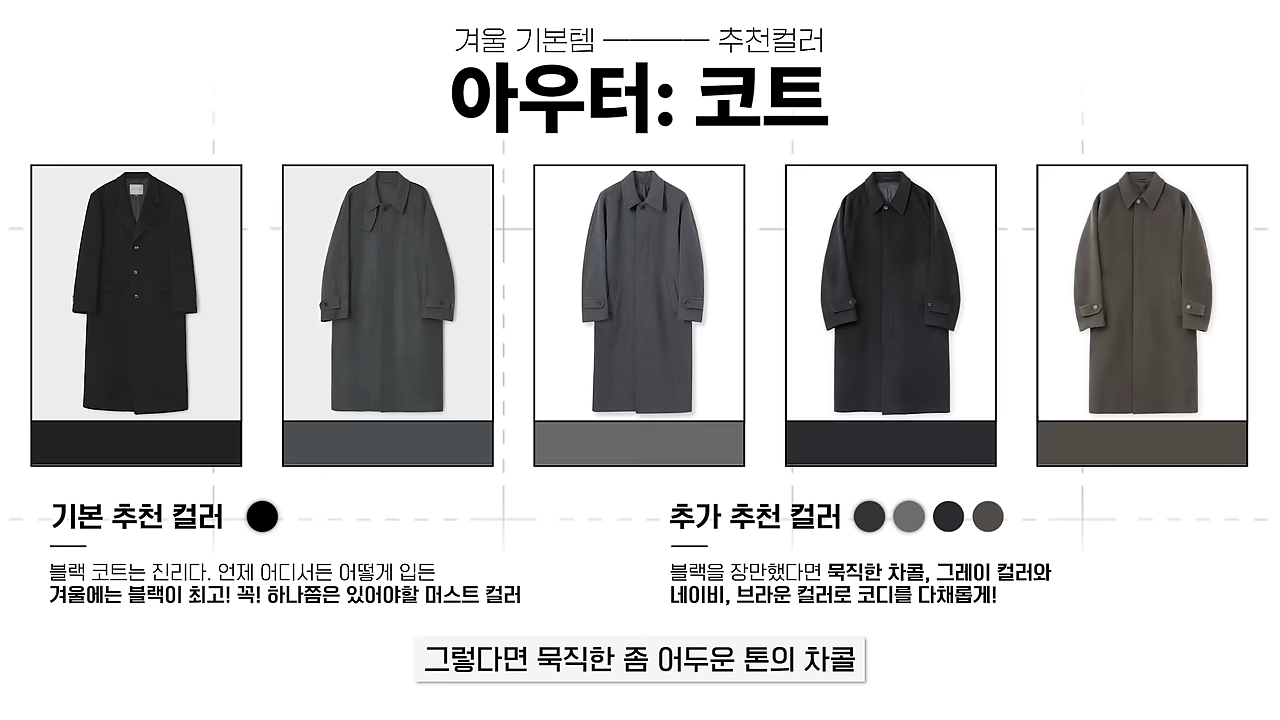 겨울 기본템 ———— 추천컬러
아우터: 코트
기본 추천 컬러
블랙 코트는 진리다. 언제 어디서든 어떻게 입든
겨울에는 블랙이 최고! 꼭! 하나쯤은 있어야할 머스트 컬러
추가 추천 컬러
블랙을 장만했다면 묵직한 차콜, 그레이 컬러와
네이비, 브라운 컬러로 코디를 다채롭게!
그렇다면 묵직한 좀 어두운 톤의 차콜